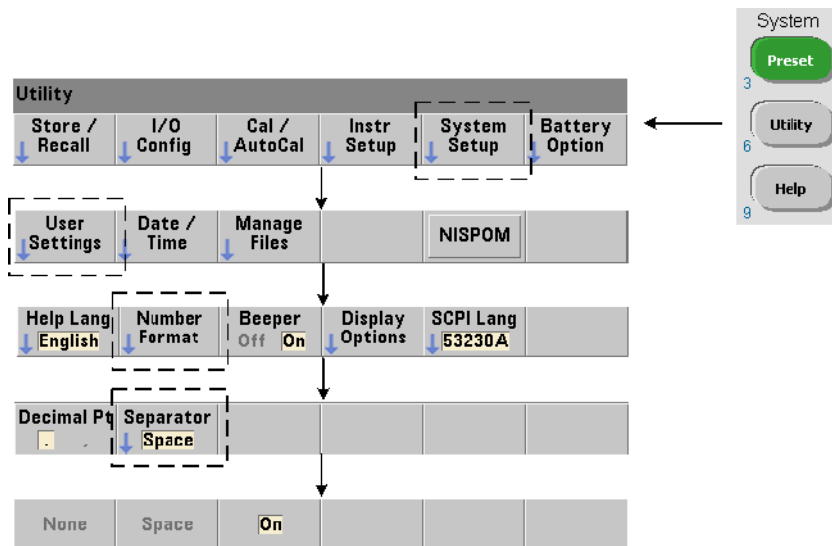 System
Preset
3
Utility
6
Help
9
Utility
Store / Recall
I/O Config
Cal / AutoCal
Instr Setup
System Setup
Battery Option
User Settings
Date / Time
Manage Files
NISPOM
Help Lang English
Number Format
Beeper Off On
Display Options
SCPI Lang 53230A
Decimal Pt . ,
Separator Space
None
Space
On